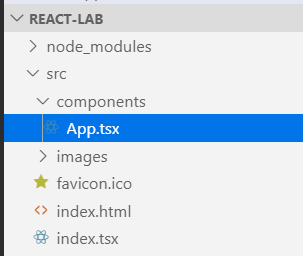 REACT-LAB
node_modules
src
components
App.tsx
images
favicon.ico
index.html
index.tsx